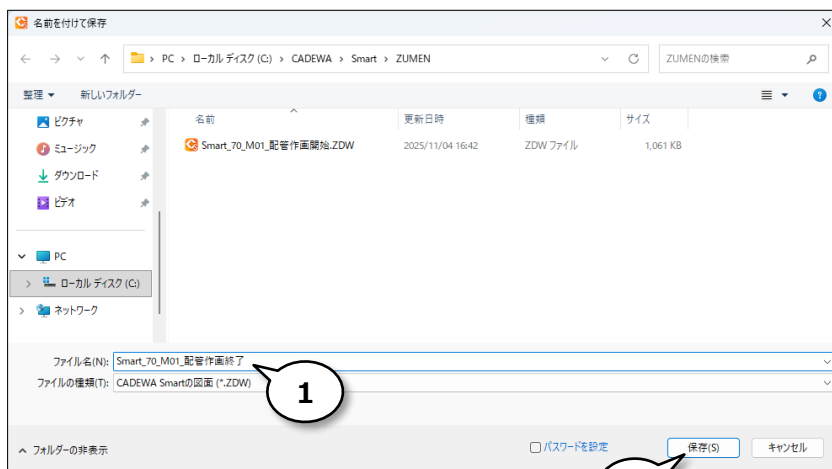 名前を付けて保存
PC > ローカル ディスク (C:) > CADEWA > Smart > ZUMEN
ZUMENの検索
整理
新しいフォルダー
名前 更新日時 種類 サイズ
ピクチャ
ミュージック
ダウンロード
ビデオ
PC
ローカル ディスク (C:)
ネットワーク
Smart_70_M01_配管作画開始.ZDW 2025/11/04 16:42 ZDW ファイル 1,061 KB
ファイル名(N): Smart_70_M01_配管作画終了
ファイルの種類(T): CADEWA Smartの図面 (*.ZDW)
1
フォルダーの非表示
パスワードを設定
保存(S)
キャンセル